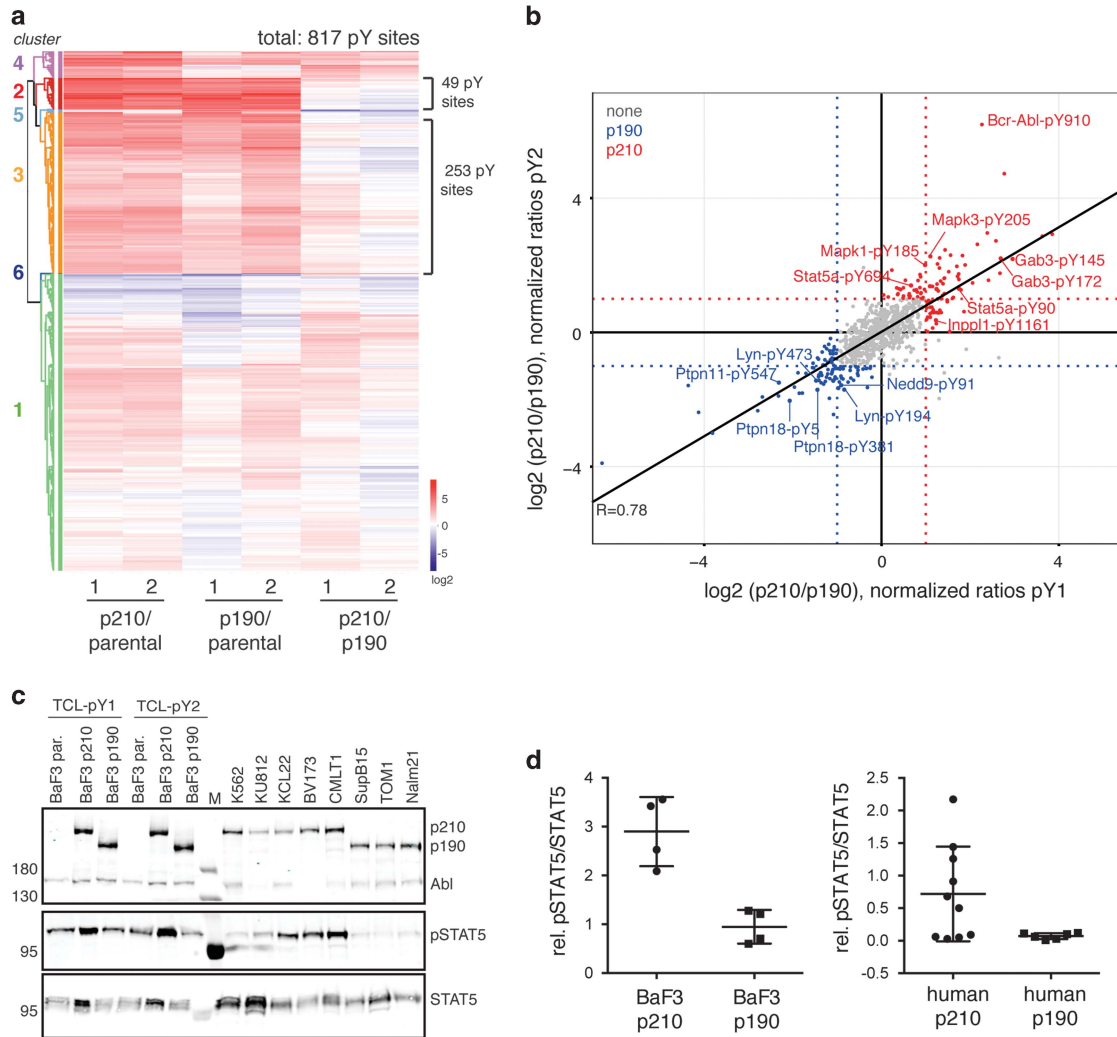 a
cluster
total: 817 pY sites
4
2
5
3
6
1
49 pY
sites
253 pY
sites
5
0
-5
log2
1 2 1 2 1 2
p210/
parental
p190/
parental
p210/
p190
b
none
p190
p210
log2 (p210/p190), normalized ratios pY2
4
0
−4
Bcr-Abl-pY910
Mapk3-pY205
Mapk1-pY185
Gab3-pY145
Stat5a-pY694
Gab3-pY172
Stat5a-pY90
Inppl1-pY1161
Lyn-pY473
Ptpn11-pY547
Nedd9-pY91
Lyn-pY194
Ptpn18-pY5
Ptpn18-pY381
R=0.78
−4 0 4
log2 (p210/p190), normalized ratios pY1
c
TCL-pY1 TCL-pY2
BaF3 par.
BaF3 p210
BaF3 p190
BaF3 par.
BaF3 p210
BaF3 p190
M
K562
KU812
KCL22
BV173
CMLT1
SupB15
TOM1
Nalm21
p210
p190
180
Abl
130
pSTAT5
95
STAT5
95
d
rel. pSTAT5/STAT5
4
3
2
1
0
BaF3
p210
BaF3
p190
rel. pSTAT5/STAT5
2.5
2.0
1.5
1.0
0.5
0.0
-0.5
human
p210
human
p190